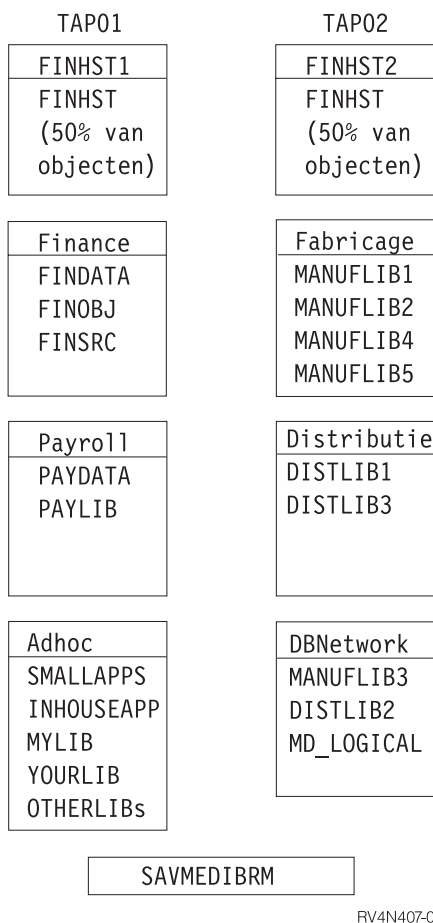 TAP01
FINHST1
FINHST
(50% van
objecten)
Finance
FINDATA
FINOBJ
FINSRC
Payroll
PAYDATA
PAYLIB
Adhoc
SMALLAPPS
INHOUSEAPP
MYLIB
YOURLIB
OTHERLIBs
TAP02
FINHST2
FINHST
(50% van
objecten)
Fabricage
MANUFLIB1
MANUFLIB2
MANUFLIB4
MANUFLIB5
Distributie
DISTLIB1
DISTLIB3
DBNetwork
MANUFLIB3
DISTLIB2
MD_LOGICAL
SAVMEDIBRM